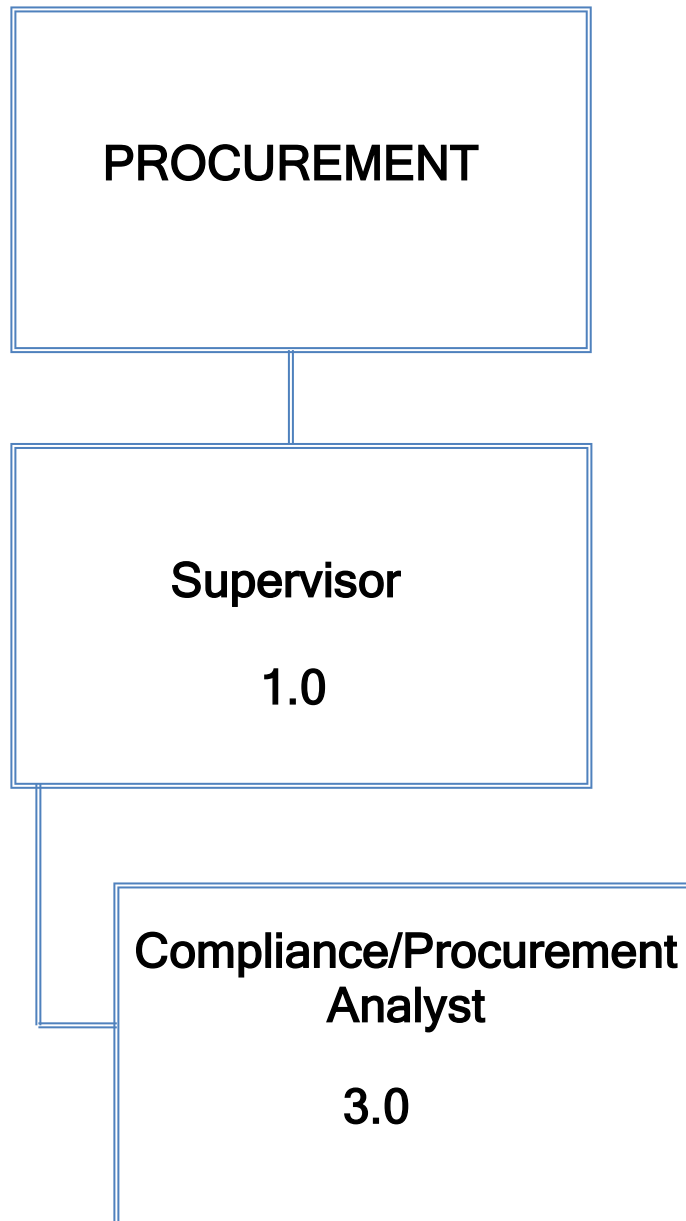 PROCUREMENT
Supervisor
1.0
Compliance/Procurement
Analyst
3.0